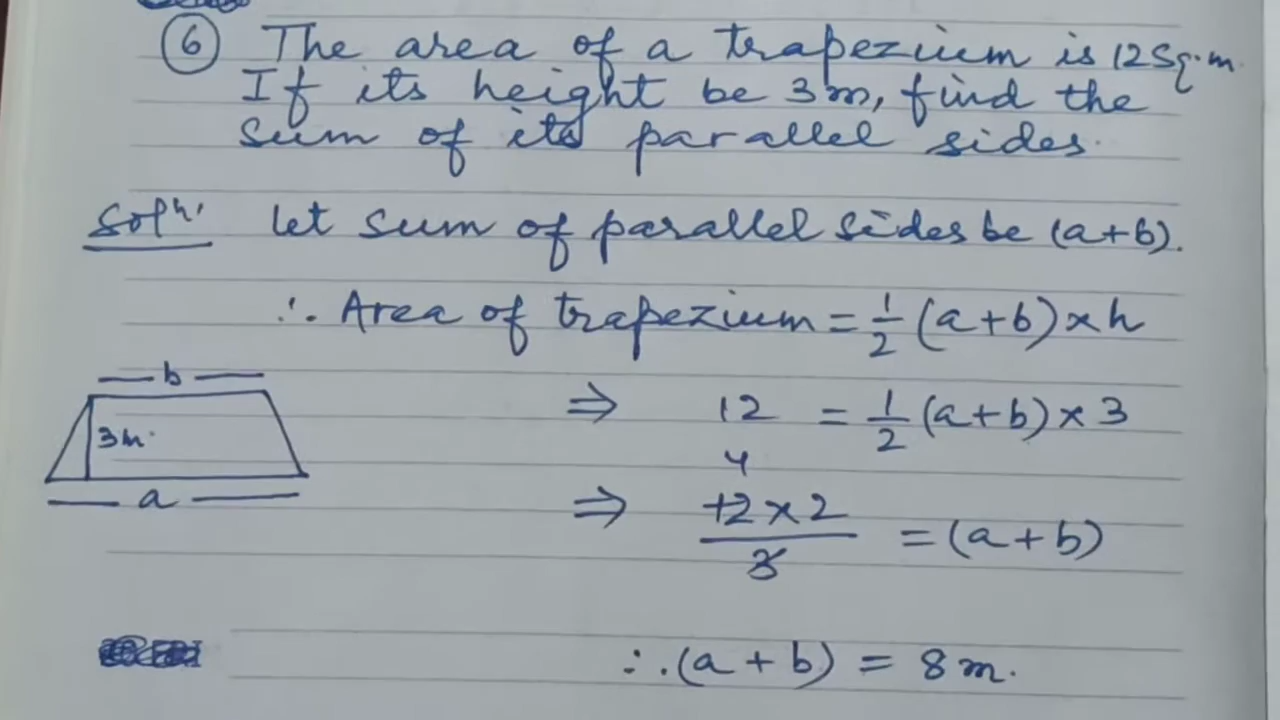 6 The area of a trapezium is 12 Sq.m.
If its height be 3m, find the
sum of its parallel sides.
Solⁿ. let sum of parallel sides be (a+b).
∴ Area of trapezium = 1/2 (a+b) × h
b
⇒ 12 = 1/2 (a+b) × 3
3m.
4
a
⇒ 12 × 2 / 3 = (a+b)
∴ (a+b) = 8m.